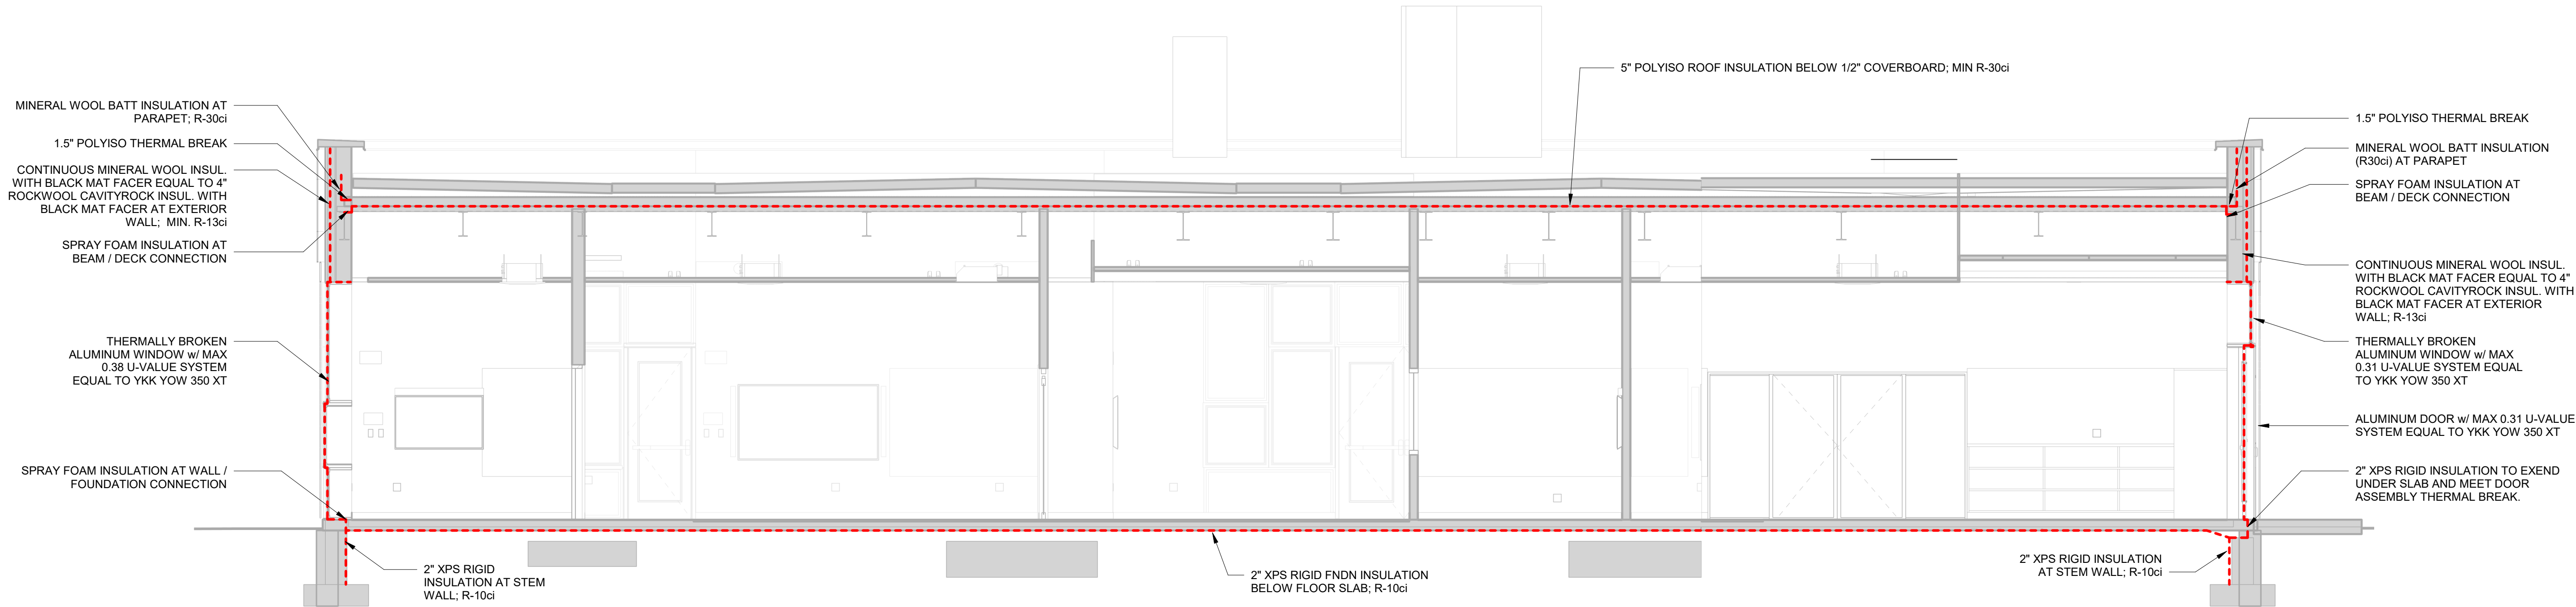 5" POLYISO ROOF INSULATION BELOW 1/2" COVERBOARD; MIN R-30ci
MINERAL WOOL BATT INSULATION AT
PARAPET; R-30ci
1.5" POLYISO THERMAL BREAK
CONTINUOUS MINERAL WOOL INSUL.
WITH BLACK MAT FACER EQUAL TO 4"
ROCKWOOL CAVITYROCK INSUL. WITH
BLACK MAT FACER AT EXTERIOR
WALL;  MIN. R-13ci
SPRAY FOAM INSULATION AT
BEAM / DECK CONNECTION
THERMALLY BROKEN
ALUMINUM WINDOW w/ MAX
0.38 U-VALUE SYSTEM
EQUAL TO YKK YOW 350 XT
SPRAY FOAM INSULATION AT WALL /
FOUNDATION CONNECTION
2" XPS RIGID
INSULATION AT STEM
WALL; R-10ci
2" XPS RIGID FNDN INSULATION
BELOW FLOOR SLAB; R-10ci
2" XPS RIGID INSULATION
AT STEM WALL; R-10ci
1.5" POLYISO THERMAL BREAK
MINERAL WOOL BATT INSULATION
(R30ci) AT PARAPET
SPRAY FOAM INSULATION AT
BEAM / DECK CONNECTION
CONTINUOUS MINERAL WOOL INSUL.
WITH BLACK MAT FACER EQUAL TO 4"
ROCKWOOL CAVITYROCK INSUL. WITH
BLACK MAT FACER AT EXTERIOR
WALL; R-13ci
THERMALLY BROKEN
ALUMINUM WINDOW w/ MAX
0.31 U-VALUE SYSTEM EQUAL
TO YKK YOW 350 XT
ALUMINUM DOOR w/ MAX 0.31 U-VALUE
SYSTEM EQUAL TO YKK YOW 350 XT
2" XPS RIGID INSULATION TO EXEND
UNDER SLAB AND MEET DOOR
ASSEMBLY THERMAL BREAK.